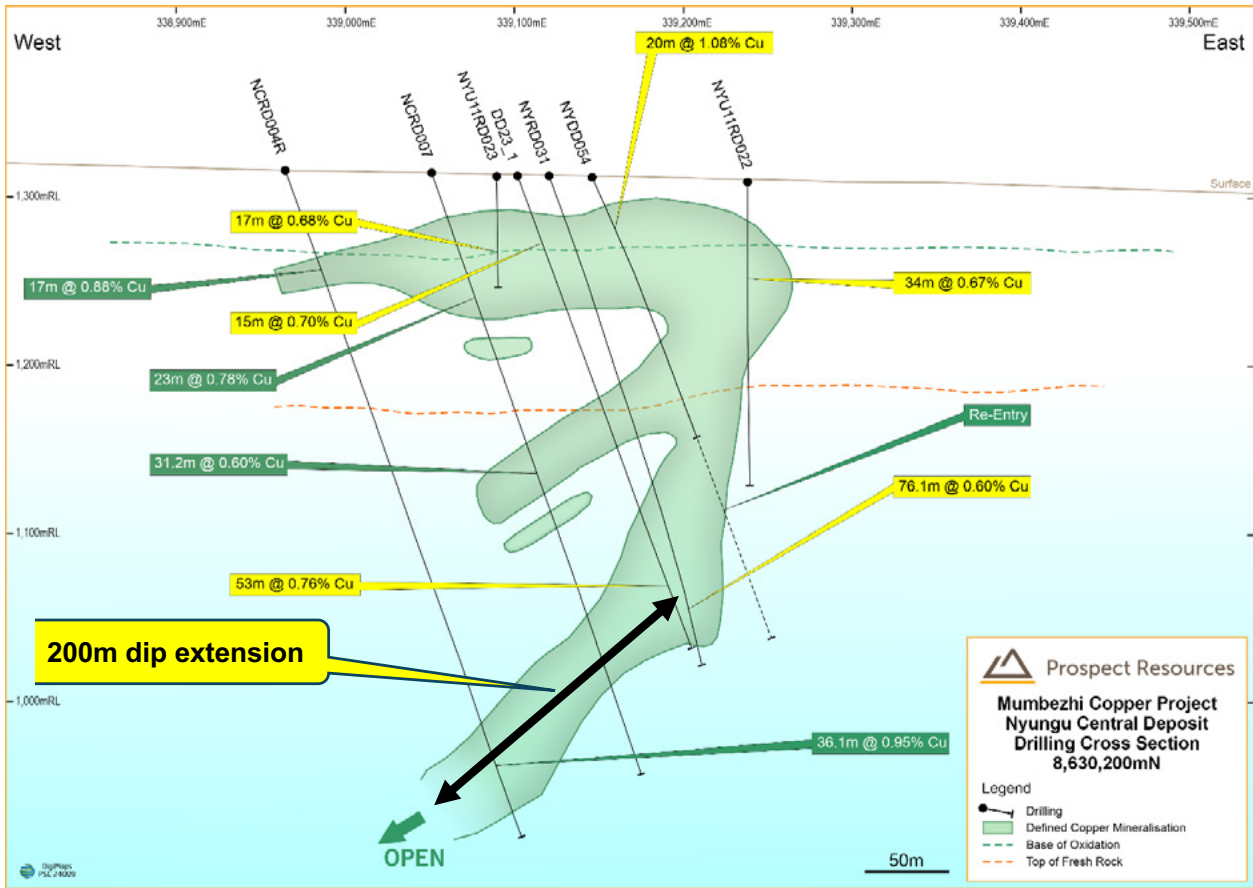 338,900mE
339,000mE
339,100mE
339,200mE
339,300mE
339,400mE
339,500mE
West
East
20m @ 1.08% Cu
NCRD004R
NCRD007
NYU11RD023
DD23_1
NYRD031
NYDD054
NYU11RD022
Surface
1,300mRL
17m @ 0.68% Cu
17m @ 0.88% Cu
34m @ 0.67% Cu
15m @ 0.70% Cu
1,200mRL
23m @ 0.78% Cu
Re-Entry
31.2m @ 0.60% Cu
76.1m @ 0.60% Cu
1,100mRL
53m @ 0.76% Cu
200m dip extension
1,000mRL
36.1m @ 0.95% Cu
OPEN
50m
Prospect Resources
Mumbezhi Copper Project
Nyungu Central Deposit
Drilling Cross Section
8,630,200mN
Legend
Drilling
Defined Copper Mineralisation
Base of Oxidation
Top of Fresh Rock
DigiMaps
PSC 24009